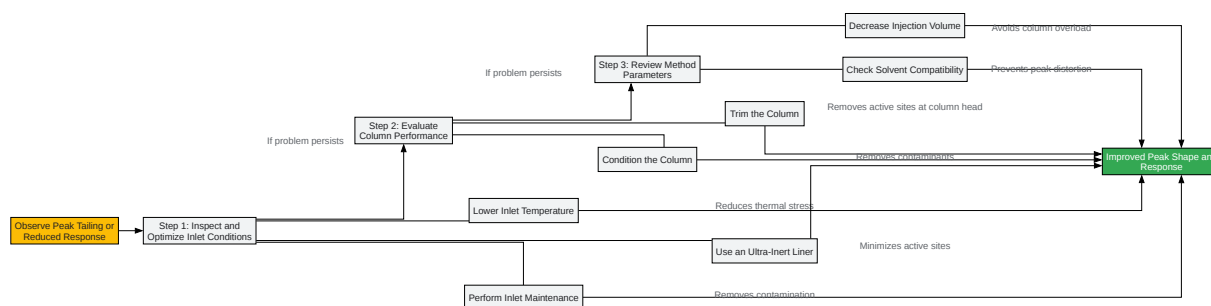 Decrease Injection Volume
Avoids column overload
If problem persists
Step 3: Review Method
Parameters
Check Solvent Compatibility
Prevents peak distortion
Trim the Column
Removes active sites at column head
If problem persists
Step 2: Evaluate
Column Performance
Condition the Column
Removes contaminants
Improved Peak Shape an
Response
Lower Inlet Temperature
Reduces thermal stress
Observe Peak Tailing or
Reduced Response
Step 1: Inspect and
Optimize Inlet Conditions
Use an Ultra-Inert Liner
Minimizes active sites
Perform Inlet Maintenance
Removes contamination